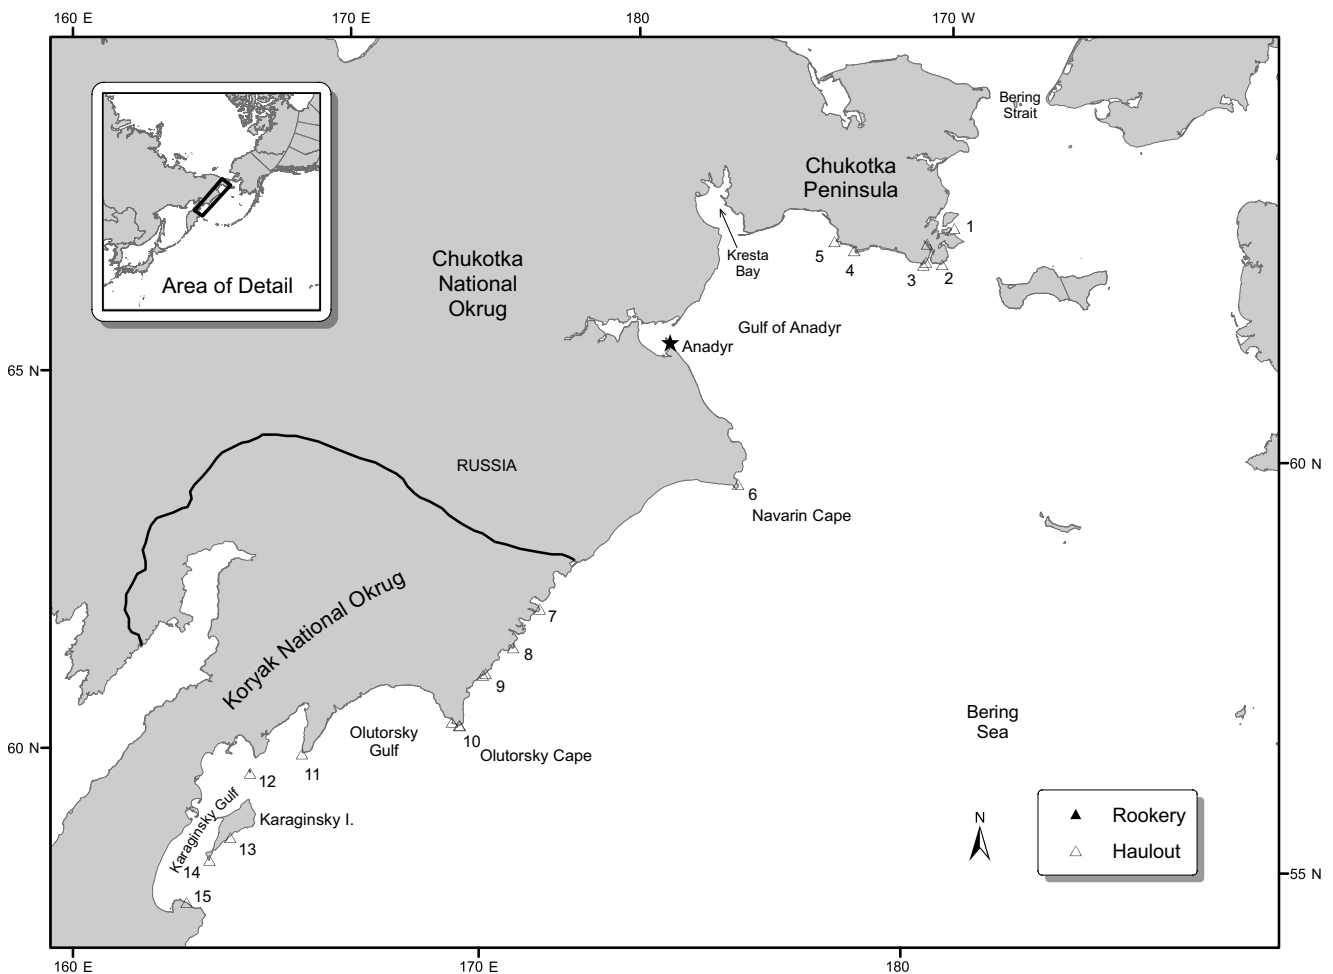 160 E
170 E
180
170 W
Bering
Strait
Chukotka
Peninsula
1
Kresta
Bay
5
4
3
2
Chukotka
National
Okrug
Area of Detail
Gulf of Anadyr
Anadyr
65 N
RUSSIA
60 N
6
Navarin Cape
Koryak National Okrug
7
8
9
Bering
Sea
Olutorsky
Gulf
10
Olutorsky Cape
60 N
11
12
Karaginsky Gulf
Karaginsky I.
13
14
15
N
Rookery
Haulout
55 N
160 E
170 E
180